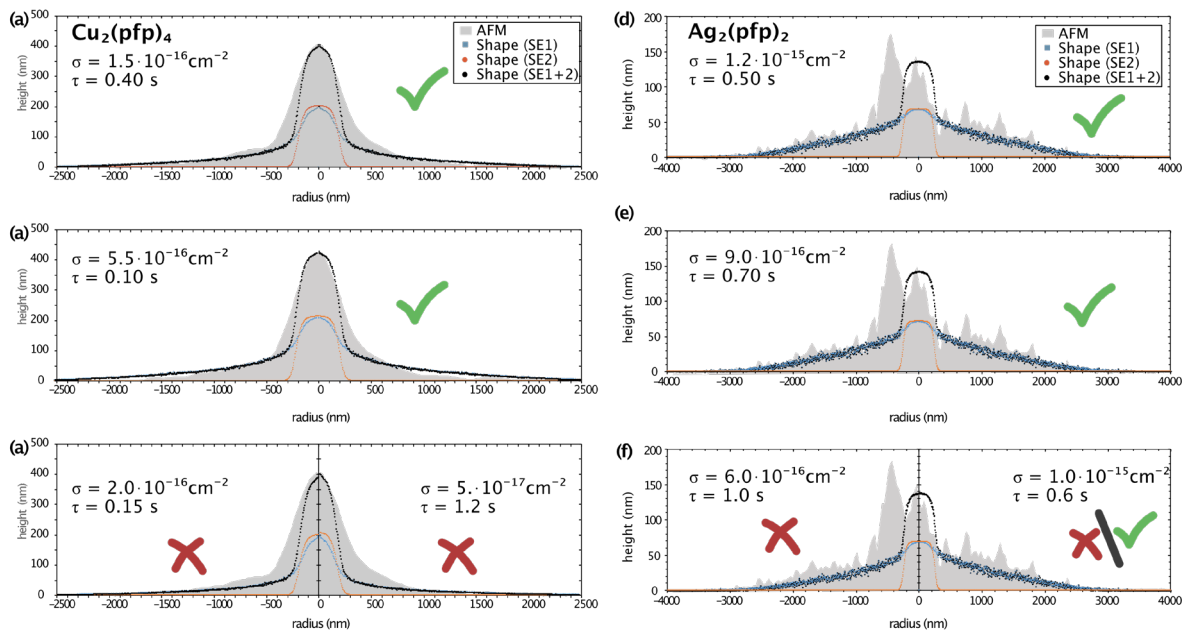 (a)
Cu₂(pfp)₄
σ = 1.5·10⁻¹⁶cm⁻²
τ = 0.40 s
AFM
Shape (SE1)
Shape (SE2)
Shape (SE1+2)
height (nm)
500
400
300
200
100
0
−2500 −2000 −1500 −1000 −500 0 500 1000 1500 2000 2500
radius (nm)
(d)
Ag₂(pfp)₂
σ = 1.2·10⁻¹⁵cm⁻²
τ = 0.50 s
AFM
Shape (SE1)
Shape (SE2)
Shape (SE1+2)
height (nm)
200
150
100
50
0
−4000 −3000 −2000 −1000 0 1000 2000 3000 4000
radius (nm)
(a)
σ = 5.5·10⁻¹⁶cm⁻²
τ = 0.10 s
height (nm)
500
400
300
200
100
0
−2500 −2000 −1500 −1000 −500 0 500 1000 1500 2000 2500
radius (nm)
(e)
σ = 9.0·10⁻¹⁶cm⁻²
τ = 0.70 s
height (nm)
200
150
100
50
0
−4000 −3000 −2000 −1000 0 1000 2000 3000 4000
radius (nm)
(a)
σ = 2.0·10⁻¹⁶cm⁻²
τ = 0.15 s
σ = 5.·10⁻¹⁷cm⁻²
τ = 1.2 s
height (nm)
500
400
300
200
100
0
−2500 −2000 −1500 −1000 −500 0 500 1000 1500 2000 2500
radius (nm)
(f)
σ = 6.0·10⁻¹⁶cm⁻²
τ = 1.0 s
σ = 1.0·10⁻¹⁵cm⁻²
τ = 0.6 s
height (nm)
200
150
100
50
0
−4000 −3000 −2000 −1000 0 1000 2000 3000 4000
radius (nm)